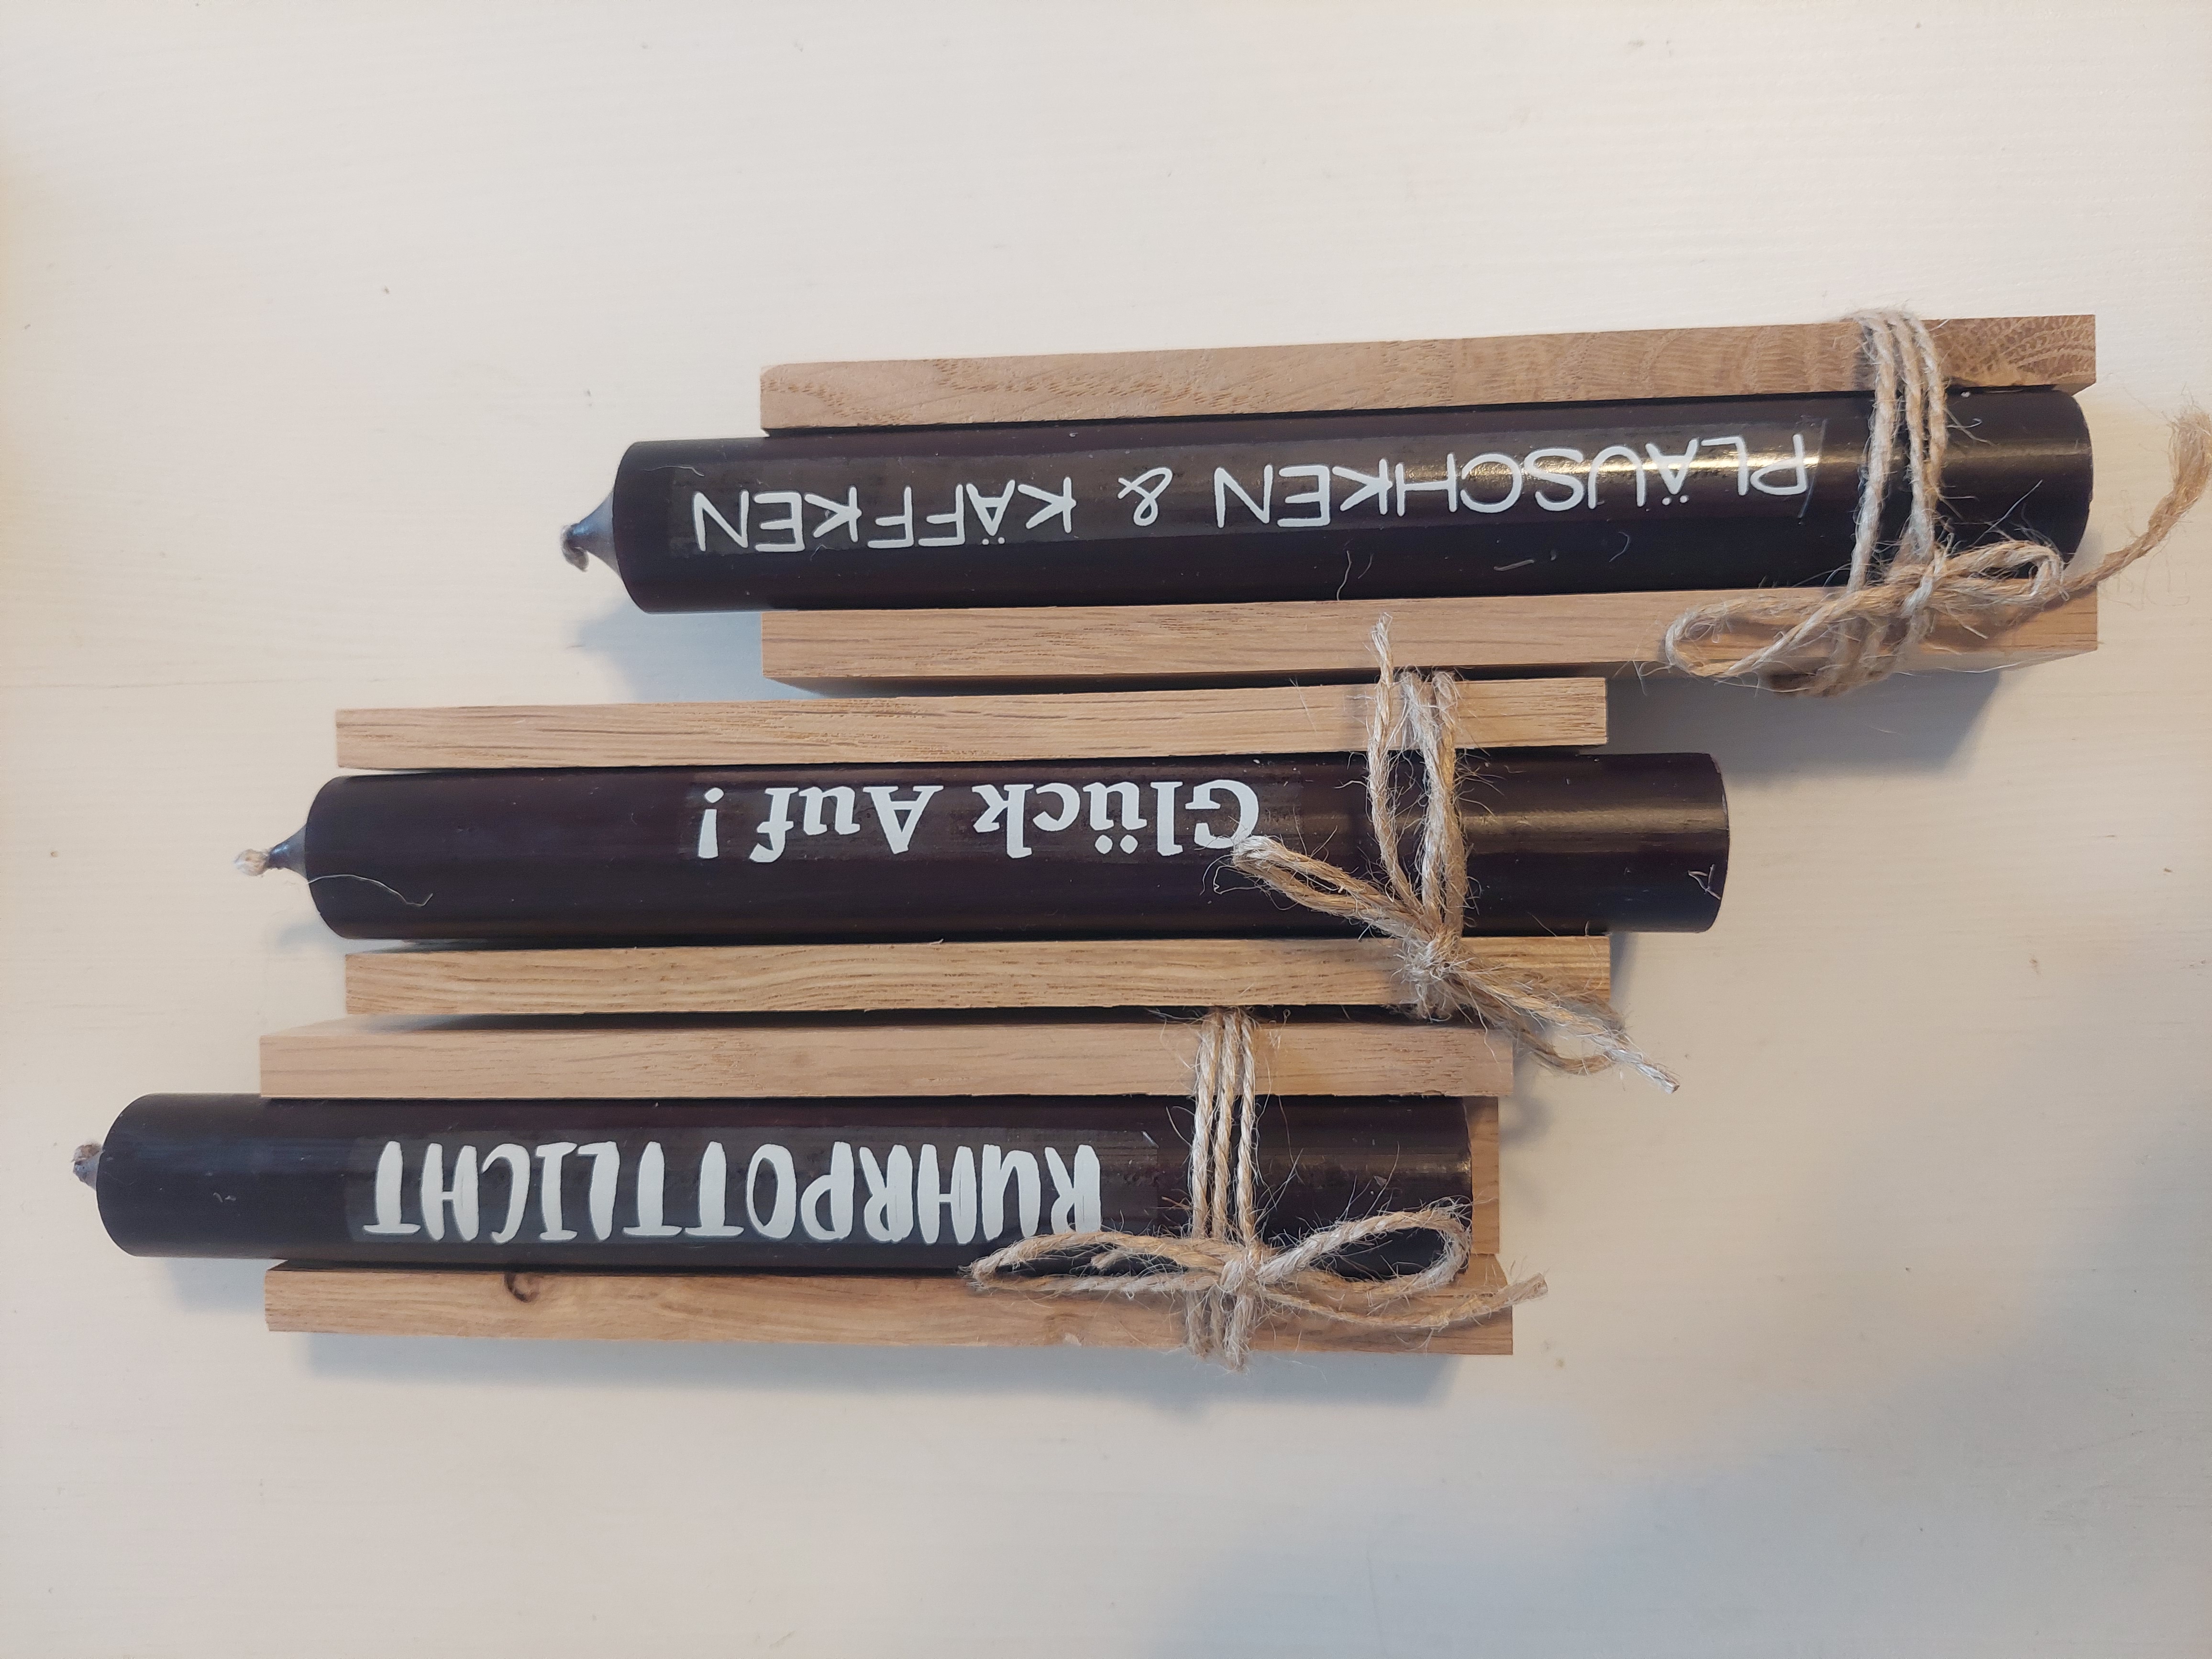 RUHRPOTTLICHT
Glück Auf!
PLÄUSCHKEN & KÄFFKEN